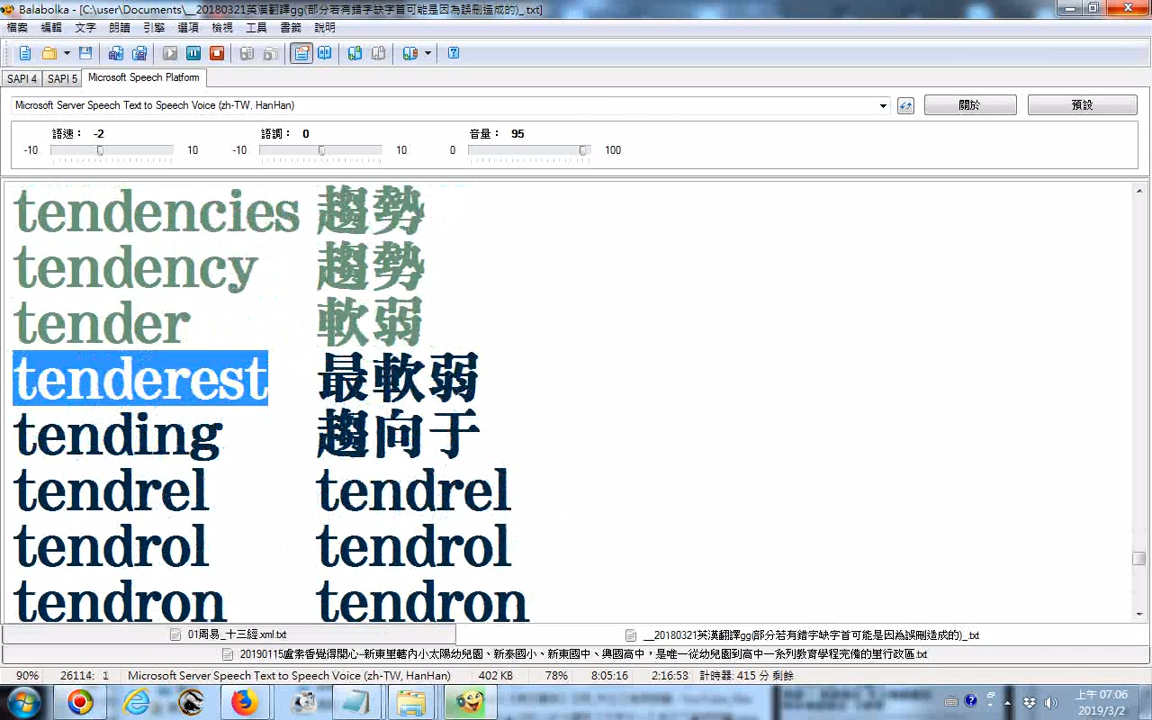 Balabolka - [C:\user\Documents\__20180321英漢翻譯gg(部分若有錯字缺字首可能是因為誤刪造成的)_.txt]
檔案 編輯 文字 朗讀 引擎 選項 檢視 工具 書籤 說明
SAPI 4 SAPI 5 Microsoft Speech Platform
Microsoft Server Speech Text to Speech Voice (zh-TW, HanHan) 關於 預設
語速： -2 語調： 0 音量： 95
-10 10 -10 10 0 100
tendencies 趨勢
tendency 趨勢
tender 軟弱
tenderest 最軟弱
tending 趨向于
tendrel tendrel
tendrol tendrol
tendron tendron
01周易_十三經.xml.txt __20180321英漢翻譯gg(部分若有錯字缺字首可能是因為誤刪造成的)_.txt
20190115盧素香覺得開心--新東里轄內小太陽幼兒園、新泰國小、新東國中、興國高中，是唯一從幼兒園到高中一系列教育學程完備的里行政區.txt
90% 26114: 1 Microsoft Server Speech Text to Speech Voice (zh-TW, HanHan) 402 KB 78% 8:05:16 2:16:53 計時器: 415 分 剩餘
上午 07:06
2019/3/2